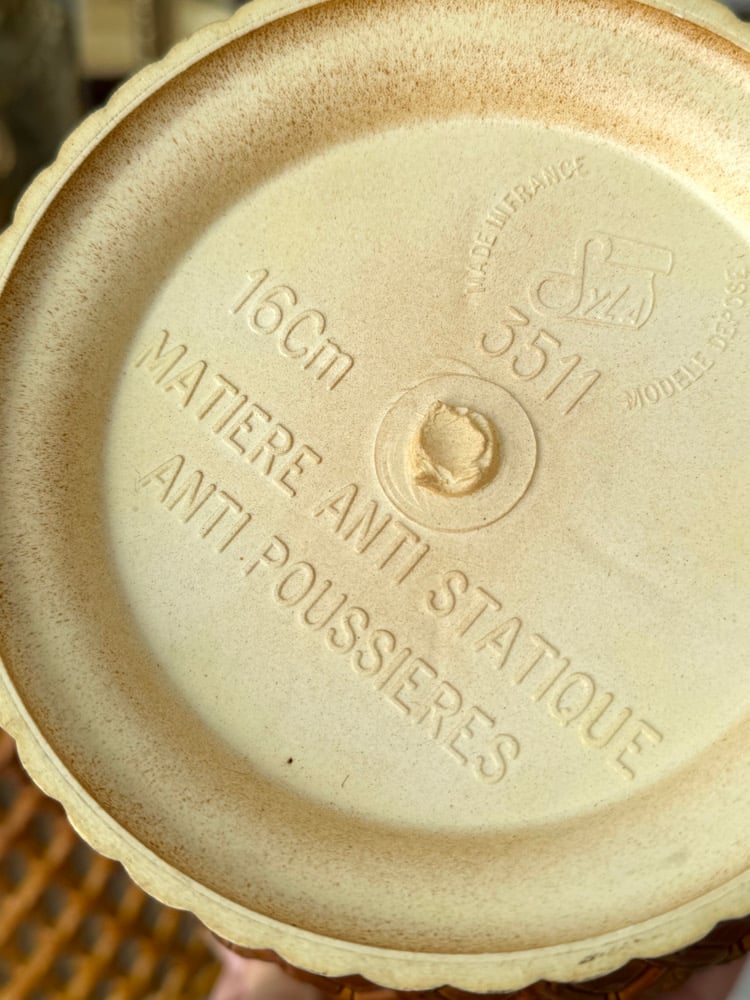 MADE IN FRANCE
SYLA
MODELE DEPOSE
3511
16Cm
MATIERE ANTI STATIQUE
ANTI POUSSIERES